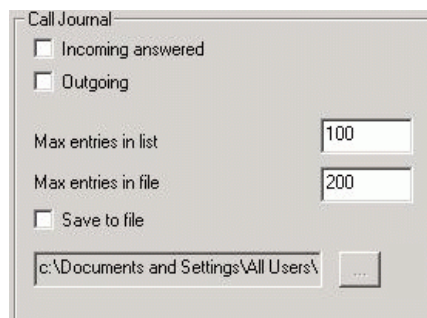 Call Journal
Incoming answered
Outgoing
Max entries in list 100
Max entries in file 200
Save to file
c:\Documents and Settings\All Users\ ...